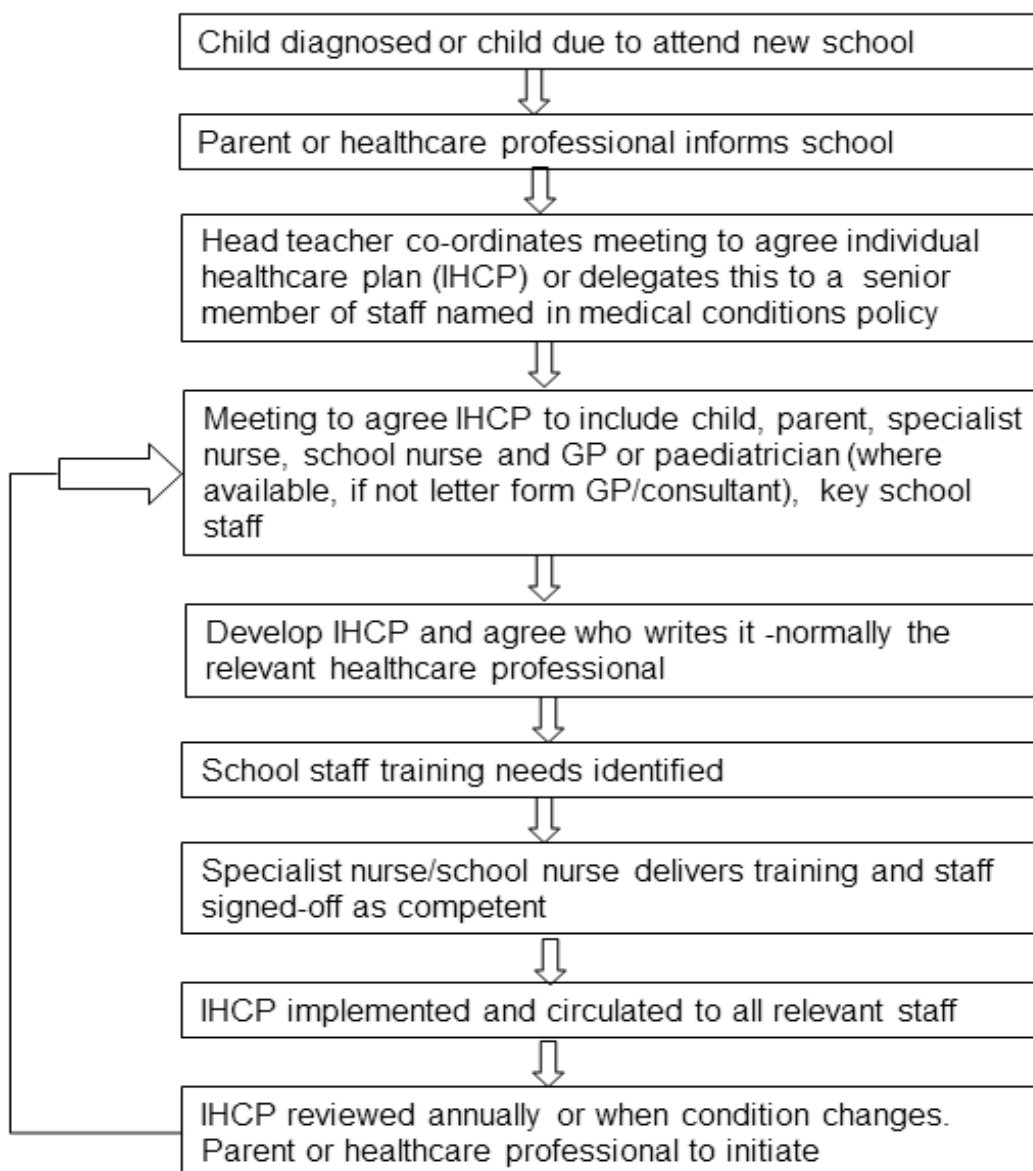 Child diagnosed or child due to attend new school
Parent or healthcare professional informs school
Head teacher co-ordinates meeting to agree individual
healthcare plan (IHCP) or delegates this to a senior
member of staff named in medical conditions policy
Meeting to agree IHCP to include child, parent, specialist
nurse, school nurse and GP or paediatrician (where
available, if not letter form GP/consultant), key school
staff
Develop IHCP and agree who writes it -normally the
relevant healthcare professional
School staff training needs identified
Specialist nurse/school nurse delivers training and staff
signed-off as competent
IHCP implemented and circulated to all relevant staff
IHCP reviewed annually or when condition changes.
Parent or healthcare professional to initiate